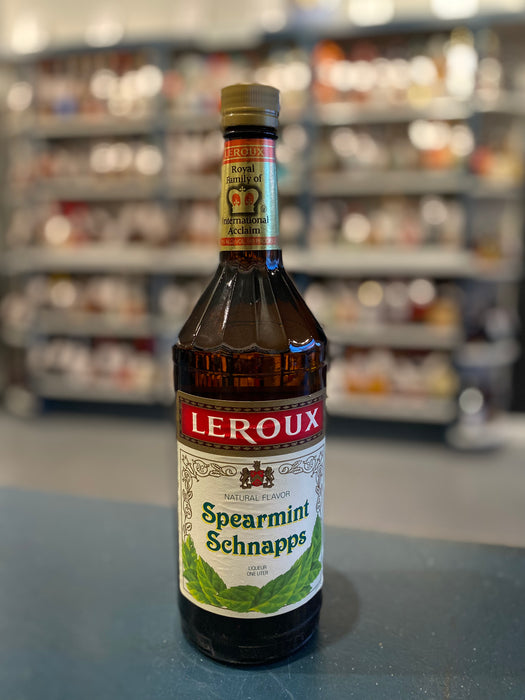 LEROUX
Royal
Family of
International
Acclaim
LEROUX
NATURAL FLAVOR
Spearmint
Schnapps
LIQUEUR
ONE LITER